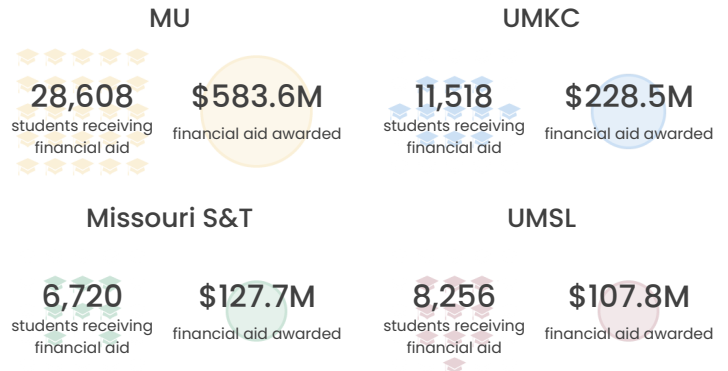 MU
28,608
students receiving
financial aid
$583.6M
financial aid awarded
UMKC
11,518
students receiving
financial aid
$228.5M
financial aid awarded
Missouri S&T
6,720
students receiving
financial aid
$127.7M
financial aid awarded
UMSL
8,256
students receiving
financial aid
$107.8M
financial aid awarded